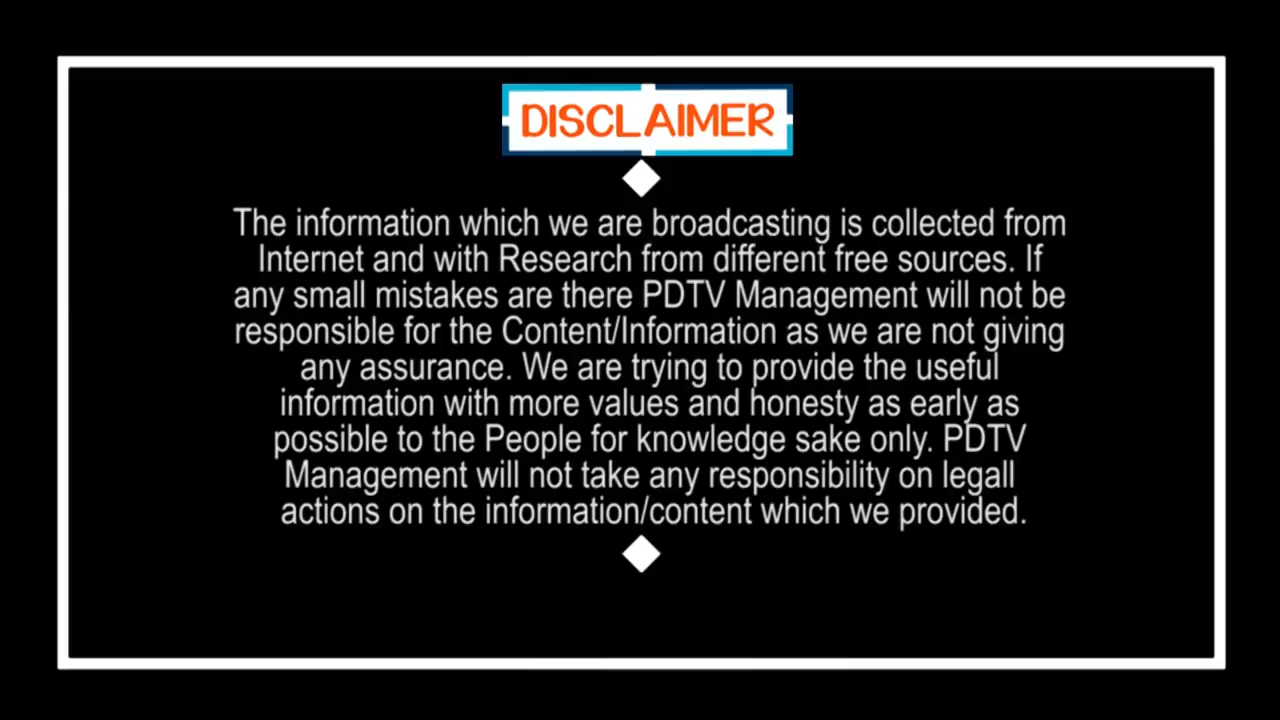 DISCLAIMER
The information which we are broadcasting is collected from
Internet and with Research from different free sources. If
any small mistakes are there PDTV Management will not be
responsible for the Content/Information as we are not giving
any assurance. We are trying to provide the useful
information with more values and honesty as early as
possible to the People for knowledge sake only. PDTV
Management will not take any responsibility on legall
actions on the information/content which we provided.